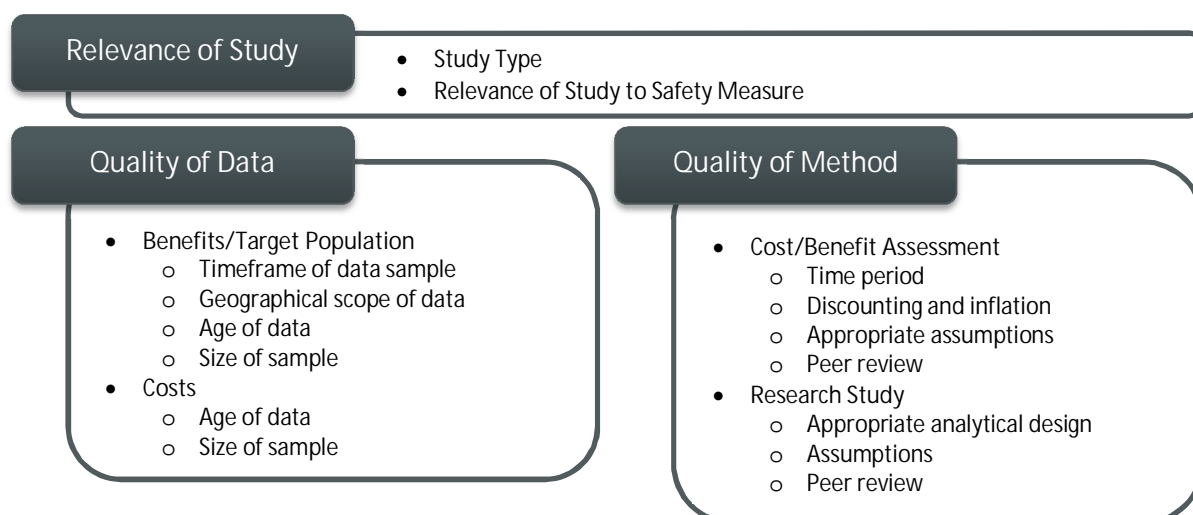 Relevance of Study
• Study Type
• Relevance of Study to Safety Measure
Quality of Data
• Benefits/Target Population
o Timeframe of data sample
o Geographical scope of data
o Age of data
o Size of sample
• Costs
o Age of data
o Size of sample
Quality of Method
• Cost/Benefit Assessment
o Time period
o Discounting and inflation
o Appropriate assumptions
o Peer review
• Research Study
o Appropriate analytical design
o Assumptions
o Peer review